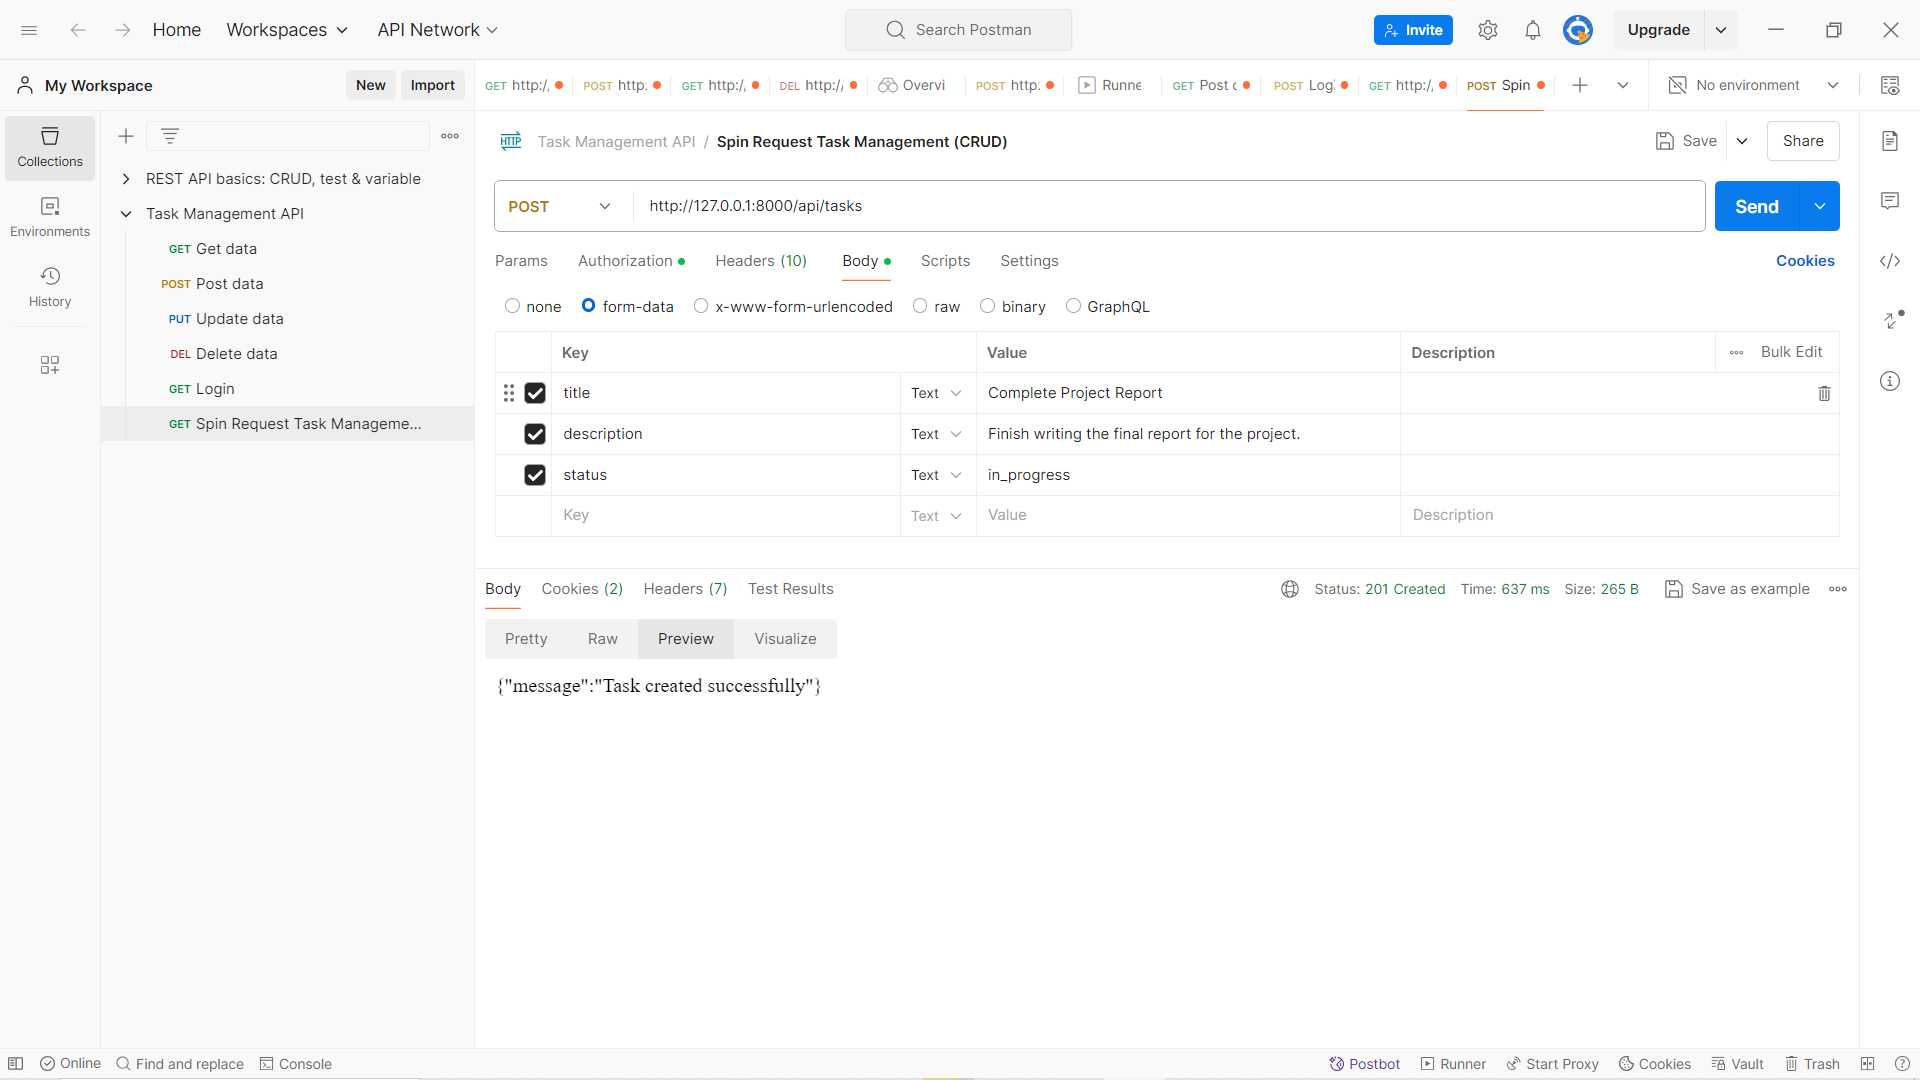 Home Workspaces API Network Search Postman Invite Upgrade
My Workspace New Import GET http:/, POST http: GET http:/, DEL http:/, Overvi POST http: Runne GET Post POST Log GET http:/, POST Spin No environment
Collections
Environments
History
REST API basics: CRUD, test & variable
Task Management API
GET Get data
POST Post data
PUT Update data
DEL Delete data
GET Login
GET Spin Request Task Manageme...
HTTP Task Management API / Spin Request Task Management (CRUD) Save Share
POST http://127.0.0.1:8000/api/tasks Send
Params Authorization Headers (10) Body Scripts Settings Cookies
none form-data x-www-form-urlencoded raw binary GraphQL
Key Value Description Bulk Edit
title Text Complete Project Report
description Text Finish writing the final report for the project.
status Text in_progress
Key Text Value Description
Body Cookies (2) Headers (7) Test Results Status: 201 Created Time: 637 ms Size: 265 B Save as example
Pretty Raw Preview Visualize
{"message":"Task created successfully"}
Online Find and replace Console Postbot Runner Start Proxy Cookies Vault Trash